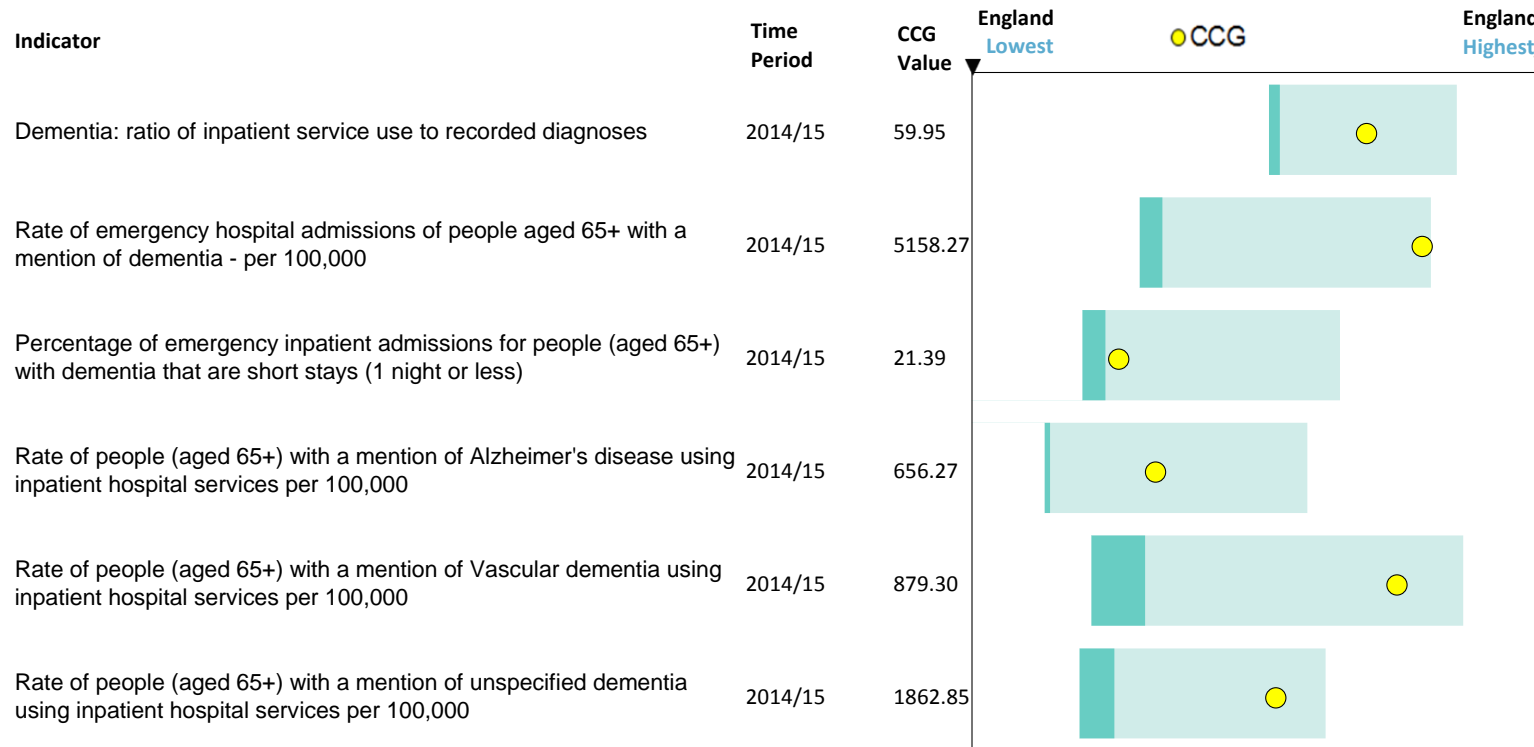 Indicator
Time
Period
CCG
Value
England
Lowest
CCG
England
Highest
Dementia: ratio of inpatient service use to recorded diagnoses
2014/15
59.95
Rate of emergency hospital admissions of people aged 65+ with a
mention of dementia - per 100,000
2014/15
5158.27
Percentage of emergency inpatient admissions for people (aged 65+)
with dementia that are short stays (1 night or less)
2014/15
21.39
Rate of people (aged 65+) with a mention of Alzheimer's disease using
inpatient hospital services per 100,000
2014/15
656.27
Rate of people (aged 65+) with a mention of Vascular dementia using
inpatient hospital services per 100,000
2014/15
879.30
Rate of people (aged 65+) with a mention of unspecified dementia
using inpatient hospital services per 100,000
2014/15
1862.85